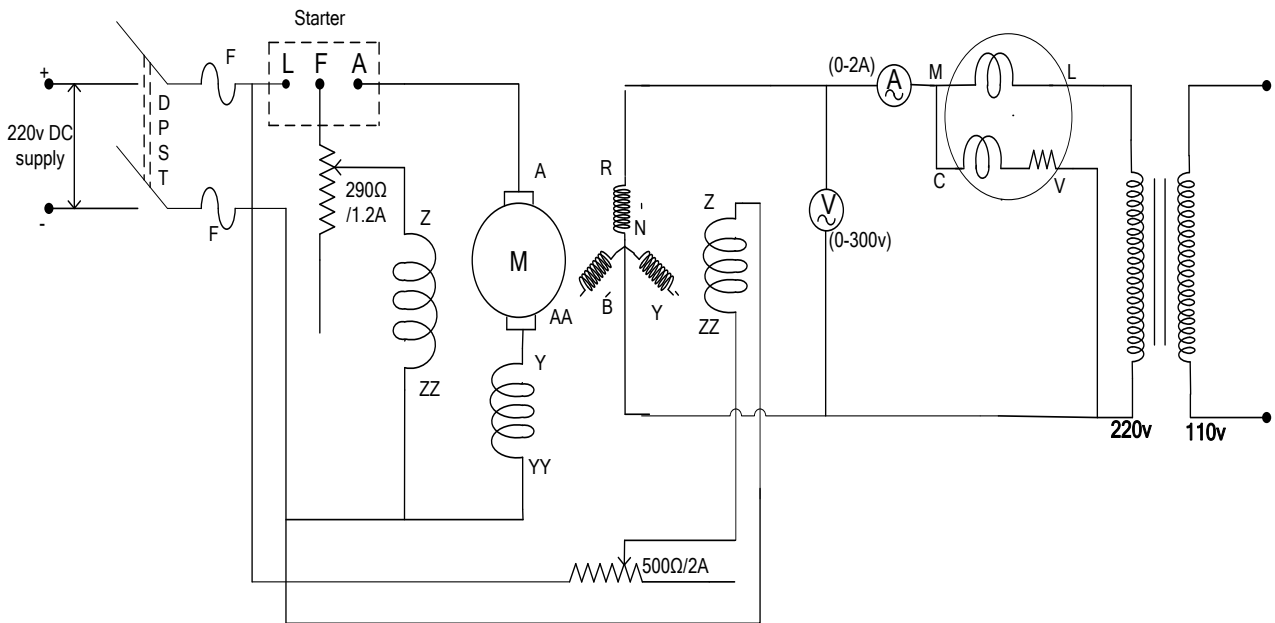 Starter
L F A
F
+
220v DC
supply
-
D
P
S
T
F
290Ω
/1.2A
Z
ZZ
A
M
AA
Y
YY
R
N
B
Y
Z
ZZ
500Ω/2A
(0-2A)
A
V
(0-300v)
M
L
C
V
220v
110v